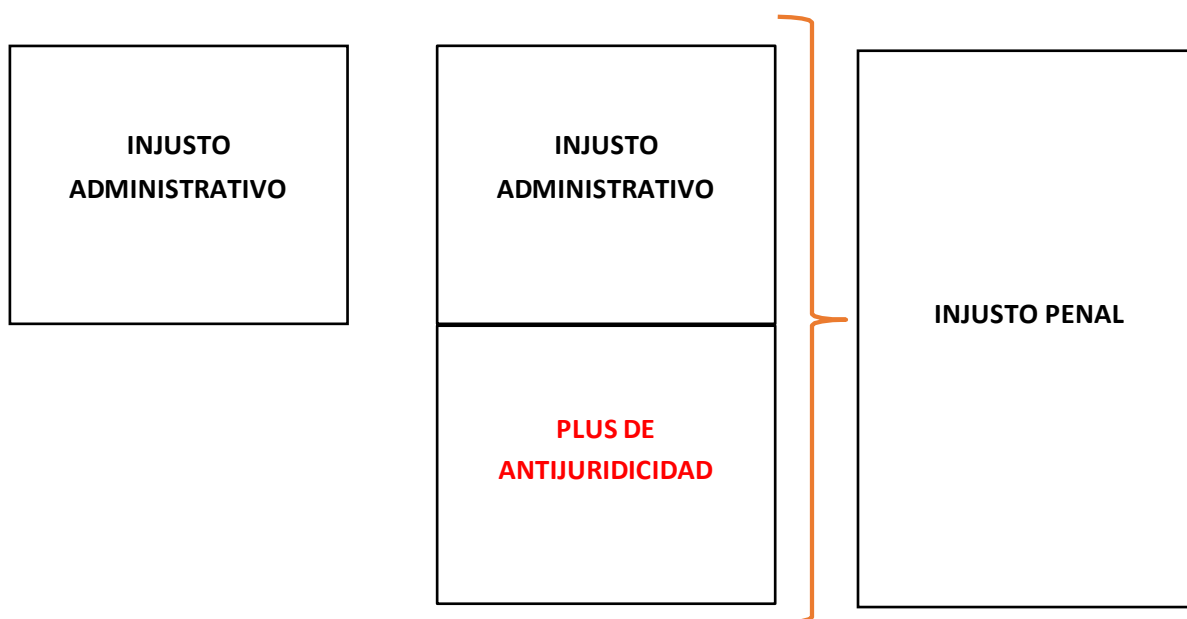 INJUSTO
ADMINISTRATIVO
INJUSTO
ADMINISTRATIVO
PLUS DE
ANTIJURIDICIDAD
INJUSTO PENAL